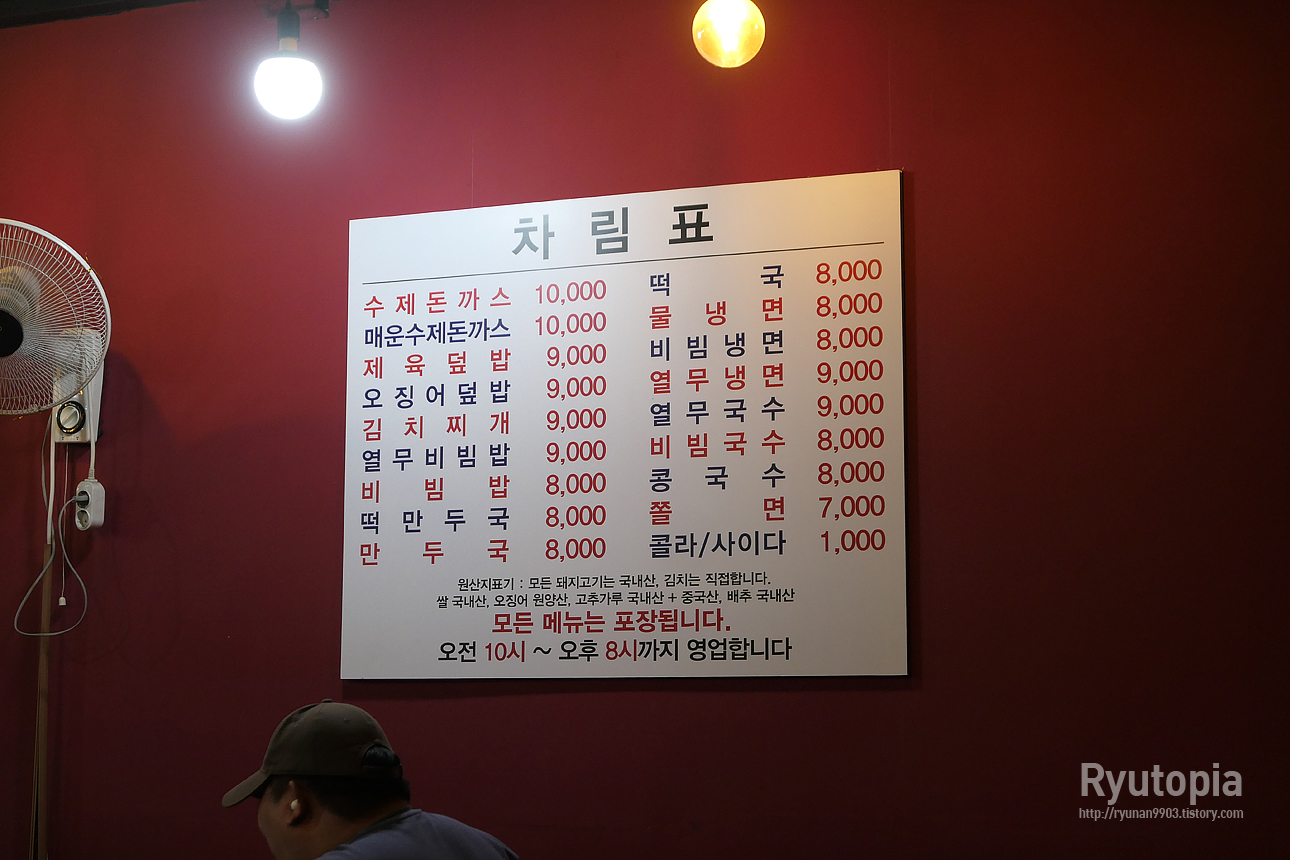 차림표
수제돈까스 10,000
매운수제돈까스 10,000
제육덮밥 9,000
오징어덮밥 9,000
김치찌개 9,000
열무비빔밥 9,000
비빔밥 8,000
떡만두국 8,000
만두국 8,000
떡국 8,000
물냉면 8,000
비빔냉면 8,000
열무냉면 9,000
열무국수 9,000
비빔국수 8,000
콩국수 8,000
쫄면 7,000
콜라/사이다 1,000
원산지표기 : 모든 돼지고기는 국내산, 김치는 직접합니다.
쌀 국내산, 오징어 원양산, 고추가루 국내산 + 중국산, 배추 국내산
모든 메뉴는 포장됩니다.
오전 10시 ~ 오후 8시까지 영업합니다
Ryutopia
http://ryunan9903.tistory.com